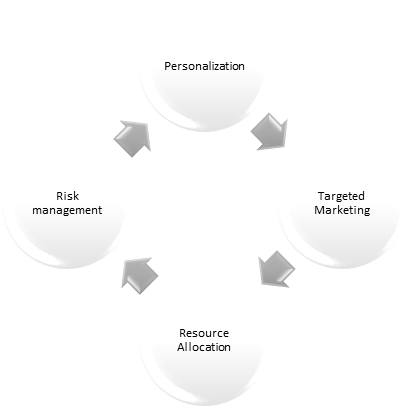 Personalization
Targeted
Marketing
Resource
Allocation
Risk
management